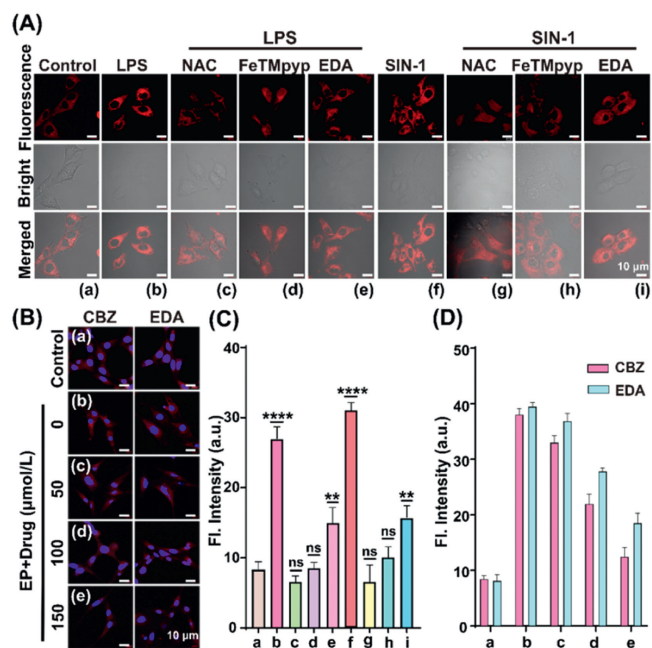 (A)
LPS
SIN-1
Control LPS NAC FeTMpyp EDA SIN-1 NAC FeTMpyp EDA
Fluorescence
Bright
Merged
10 μm
(a) (b) (c) (d) (e) (f) (g) (h) (i)
(B)
CBZ EDA
EP+Drug (μmol/L)
Control
(a)
0
(b)
50
(c)
100
(d)
150
(e)
10 μm
(C)
Fl. Intensity (a.u.)
40
30
20
10
0
**** ns ns ** **** ns ns **
a b c d e f g h i
(D)
Fl. Intensity (a.u.)
50
40
30
20
10
0
CBZ
EDA
a b c d e